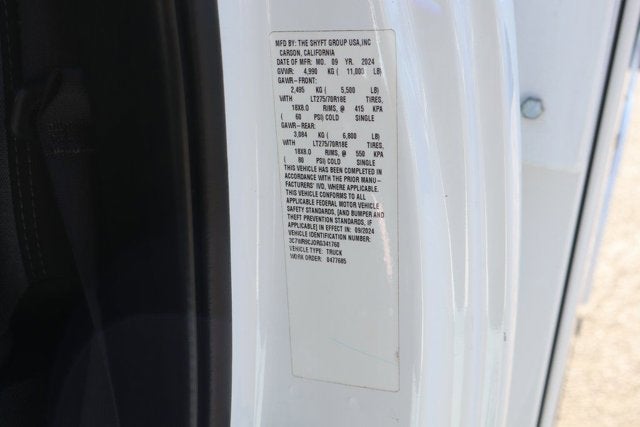 MFD BY: THE SHYFT GROUP USA,INC
CARSON, CALIFORNIA
DATE OF MFR: MO. 09 YR. 2024
GVWR: 4,990 KG ( 11,000 LB)
GAWR-FRONT:
2,495 KG ( 5,500 LB)
WITH LT275/70R18E TIRES,
18X8.0 RIMS, @ 415 KPA
( 60 PSI) COLD SINGLE
GAWR-REAR:
3,084 KG ( 6,800 LB)
WITH LT275/70R18E TIRES,
18X8.0 RIMS, @ 550 KPA
( 80 PSI) COLD SINGLE
THIS VEHICLE HAS BEEN COMPLETED IN
ACCORDANCE WITH THE PRIOR MANU-
FACTURERS' IVD, WHERE APPLICABLE.
THIS VEHICLE CONFORMS TO ALL
APPLICABLE FEDERAL MOTOR VEHICLE
SAFETY STANDARDS, [AND BUMPER AND
THEFT PREVENTION STANDARDS, IF
APPLICABLE] IN EFFECT IN: 09/2024
VEHICLE IDENTIFICATION NUMBER:
3C7WR9CJ0RG341760
VEHICLE TYPE: TRUCK
WORK ORDER: 0477685